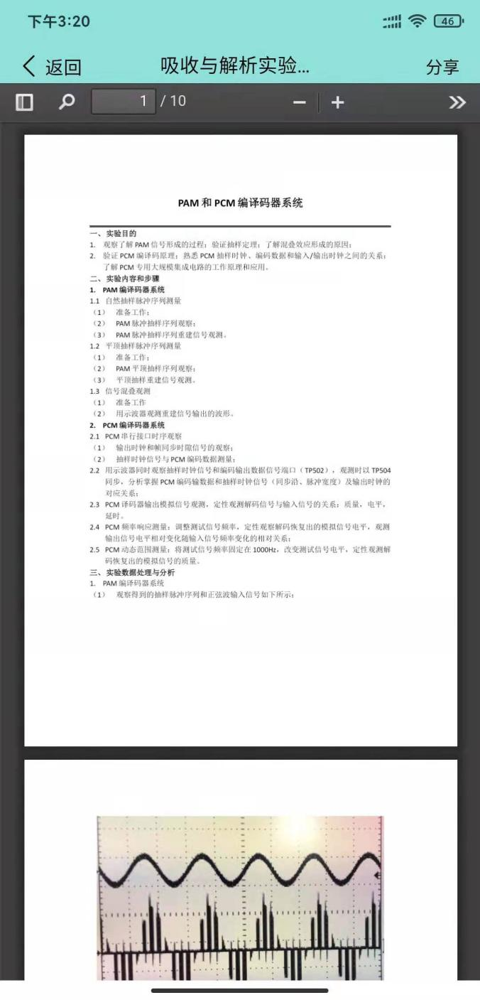 下午3:20
46
返回
吸收与解析实验...
分享
1 / 10
PAM 和 PCM 编译码器系统
一、实验目的
1. 观察了解 PAM 信号形成的过程；验证抽样定理；了解混叠效应形成的原因；
2. 验证 PCM 编译码原理；熟悉 PCM 抽样时钟、编码数据和输入/输出时钟之间的关系；
了解 PCM 专用大规模集成电路的工作原理和应用。
二、实验内容和步骤
1. PAM 编译码器系统
1.1 自然抽样脉冲序列测量
（1） 准备工作；
（2） PAM 脉冲抽样序列观察；
（3） PAM 脉冲抽样序列重建信号观测。
1.2 平顶抽样脉冲序列测量
（1） 准备工作；
（2） PAM 平顶抽样序列观察；
（3） 平顶抽样重建信号观测。
1.3 信号混叠观测
（1） 准备工作
（2） 用示波器观测重建信号输出的波形。
2. PCM 编译码器系统
2.1 PCM 串行接口时序观察
（1） 输出时钟和帧同步时隙信号的观察；
（2） 抽样时钟信号与 PCM 编码数据测量；
2.2 用示波器同时观察抽样时钟信号和编码输出数据信号端口（TP502），观测时以 TP504
同步，分析掌握 PCM 编码输数据和抽样时钟信号（同步沿、脉冲宽度）及输出时钟的
对应关系；
2.3 PCM 译码器输出模拟信号观测，定性观测解码信号与输入信号的关系：质量，电平，
延时。
2.4 PCM 频率响应测量：调整测试信号频率，定性观察解码恢复出的模拟信号电平，观测
输出信号电平相对变化随输入信号频率变化的相对关系；
2.5 PCM 动态范围测量：将测试信号频率固定在 1000Hz，改变测试信号电平，定性观测解
码恢复出的模拟信号的质量。
三、实验数据处理与分析
1. PAM 编译码器系统
（1） 观察得到的抽样脉冲序列和正弦波输入信号如下所示：